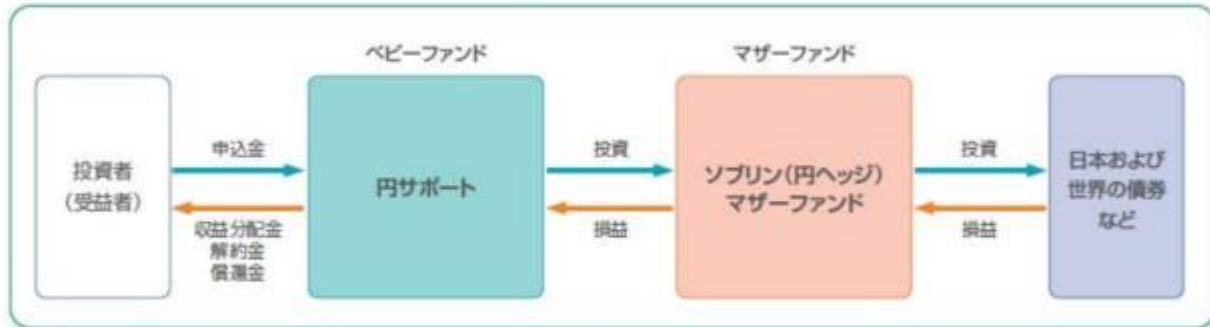 ベビーファンド
マザーファンド
投資者
(受益者)
申込金
収益分配金
解約金
償還金
円サポート
投資
損益
ソブリン(円ヘッジ)
マザーファンド
投資
損益
日本および
世界の債券
など